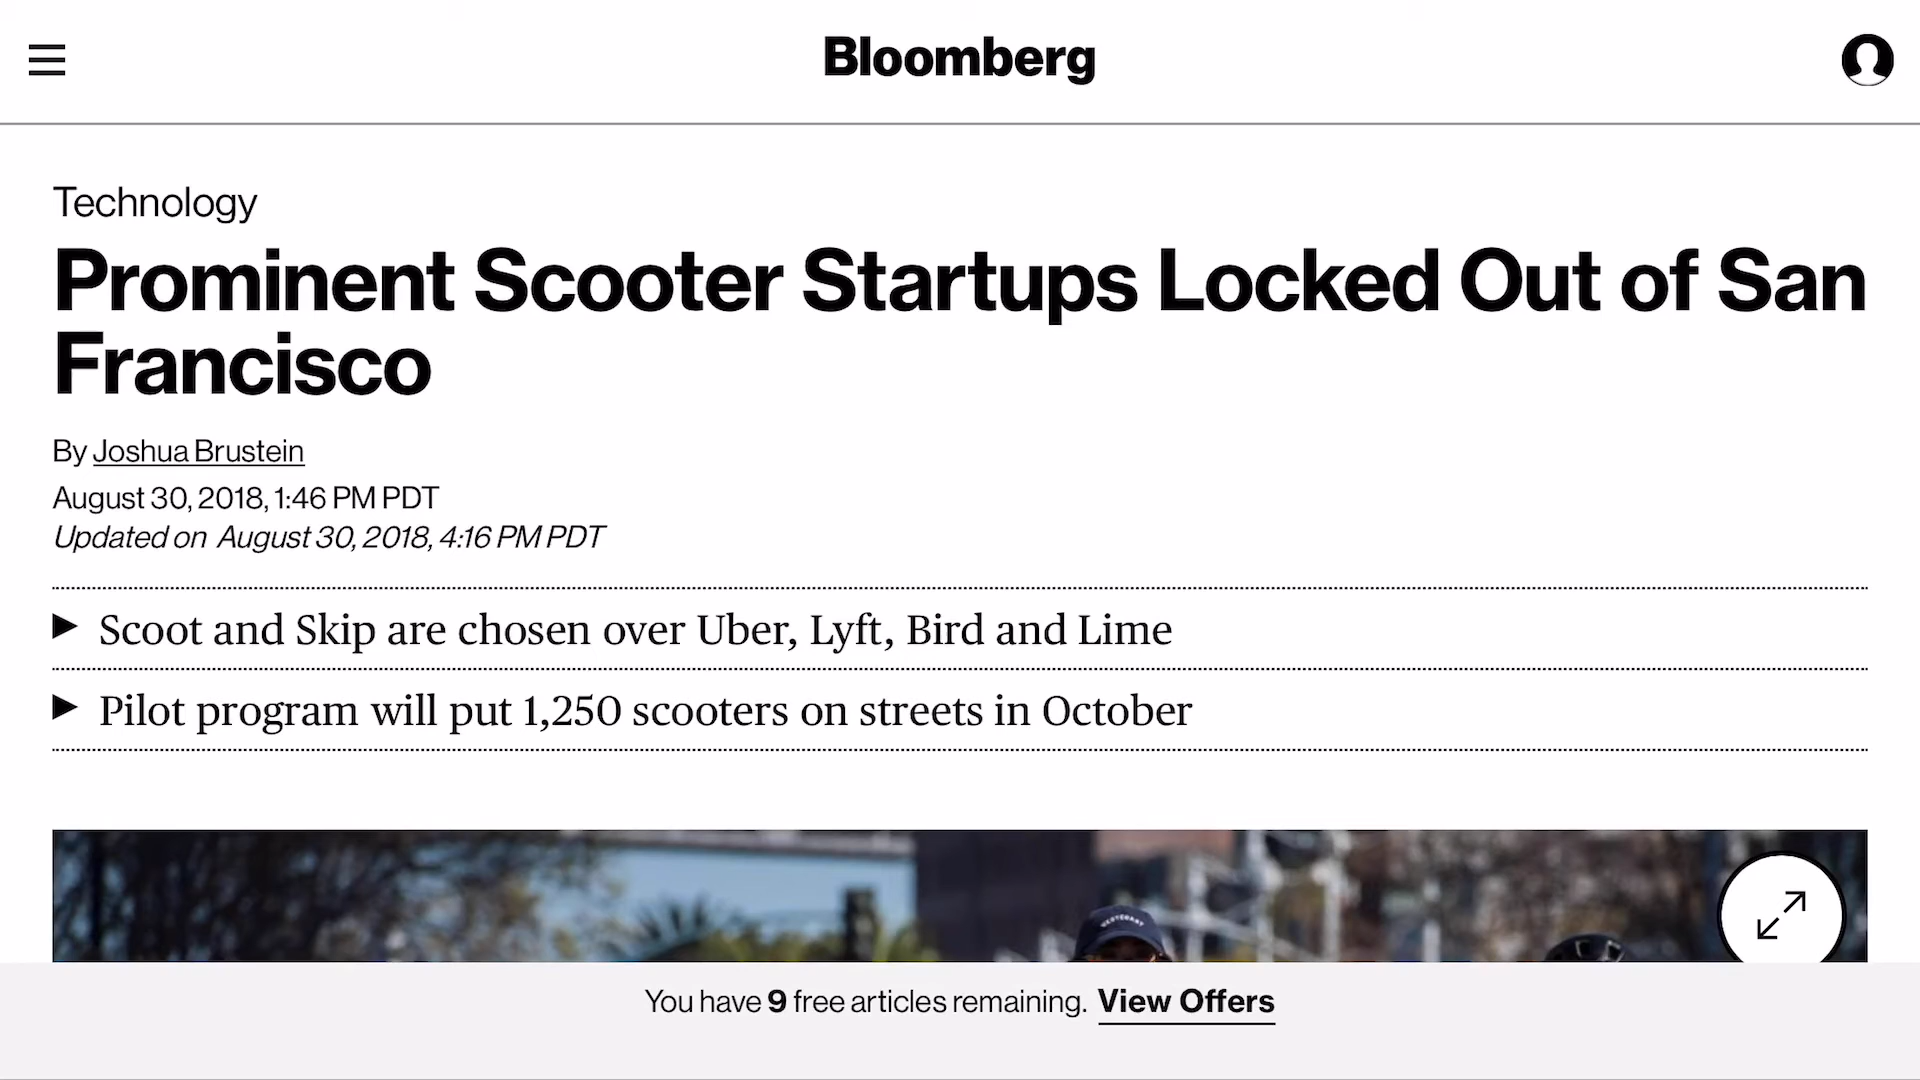 Bloomberg
Technology
Prominent Scooter Startups Locked Out of San
Francisco
By Joshua Brustein
August 30, 2018, 1:46 PM PDT
Updated on August 30, 2018, 4:16 PM PDT
Scoot and Skip are chosen over Uber, Lyft, Bird and Lime
Pilot program will put 1,250 scooters on streets in October
You have 9 free articles remaining. View Offers